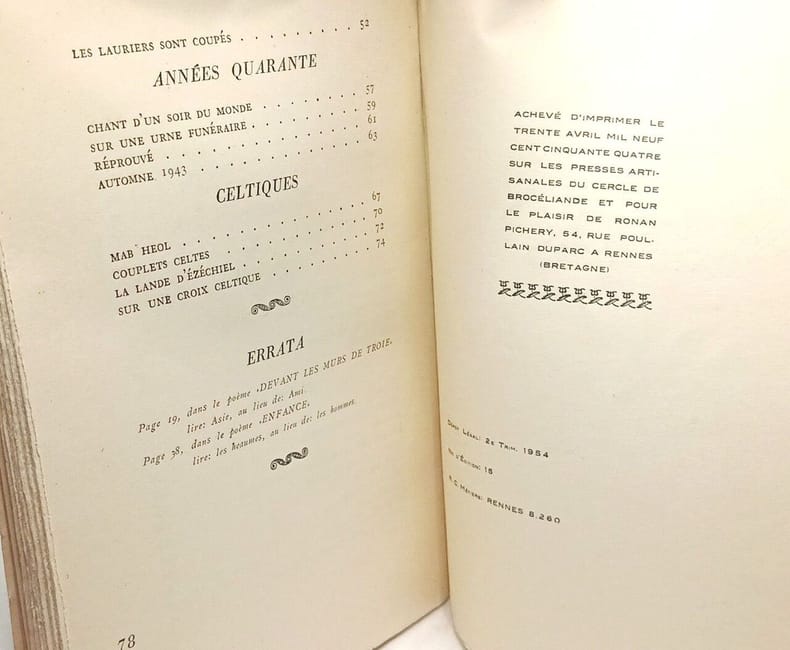 LES LAURIERS SONT COUPÉS . . . . . . . . . 52
ANNÉES QUARANTE
CHANT D'UN SOIR DU MONDE . . . . . . . 57
SUR UNE URNE FUNÉRAIRE . . . . . . . . 59
RÉPROUVÉ . . . . . . . . . . . . . 61
AUTOMNE 1943 . . . . . . . . . . . 63
CELTIQUES
MAB HEOL . . . . . . . . . . . . . 67
COUPLETS CELTES . . . . . . . . . . 70
LA LANDE D'ÉZÉCHIEL . . . . . . . . . 72
SUR UNE CROIX CELTIQUE . . . . . . . . 74
ERRATA
Page 19, dans le poème «DEVANT LES MURS DE TROIE»
lire: Asie, au lieu de: Ami
Page 38, dans le poème «ENFANCE»
lire: les heaumes, au lieu de: les hommes
78
ACHEVÉ D'IMPRIMER LE
TRENTE AVRIL MIL NEUF
CENT CINQUANTE QUATRE
SUR LES PRESSES ARTI-
SANALES DU CERCLE DE
BROCÉLIANDE ET POUR
LE PLAISIR DE RONAN
PICHERY, 54, RUE POUL-
LAIN DUPARC A RENNES
(BRETAGNE)
Légal: 2e Trim. 1954
d'Édition: 16
R.C. Métiers: RENNES 8.260